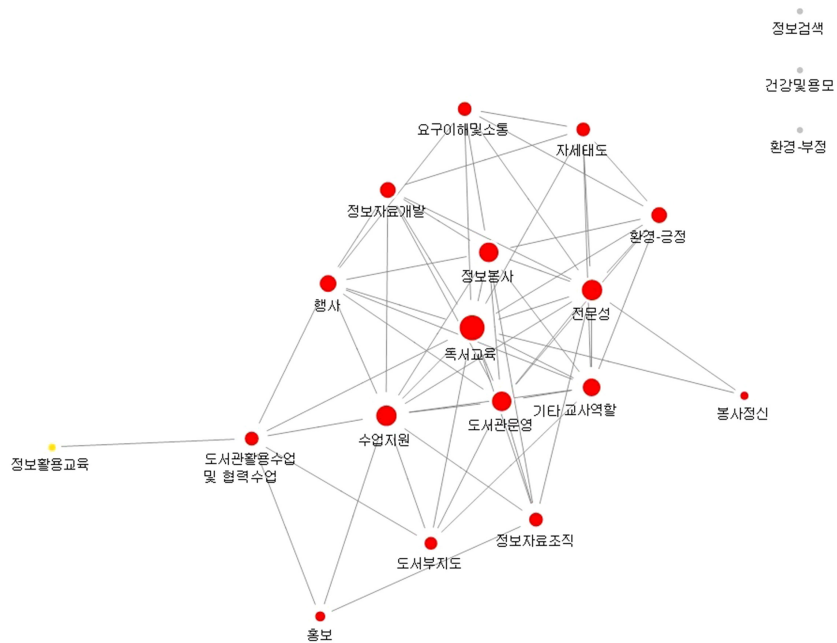 정보검색
건강및용모
요구이해및소통
자세태도
환경-부정
정보자료개발
환경-긍정
정보봉사
행사
전문성
독서교육
기타 교사역할
봉사정신
도서관운영
수업지원
정보활용교육
도서관활용수업
및 협력수업
정보자료조직
도서부지도
홍보